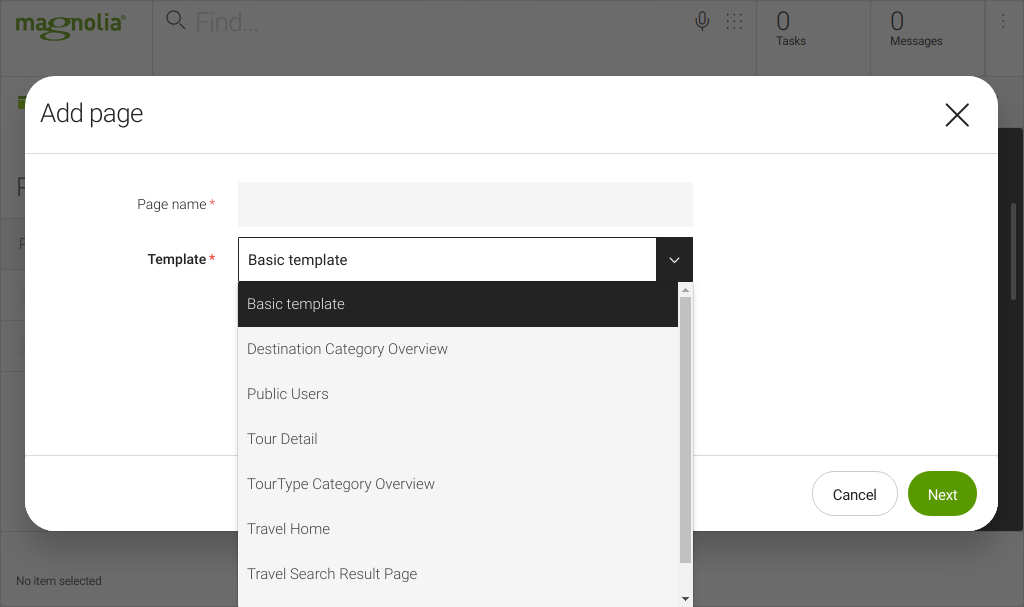 magnolia®
Find...
0
Tasks
0
Messages
Add page
Page name *
Template *
Basic template
Basic template
Destination Category Overview
Public Users
Tour Detail
TourType Category Overview
Travel Home
Travel Search Result Page
Cancel
Next
No item selected